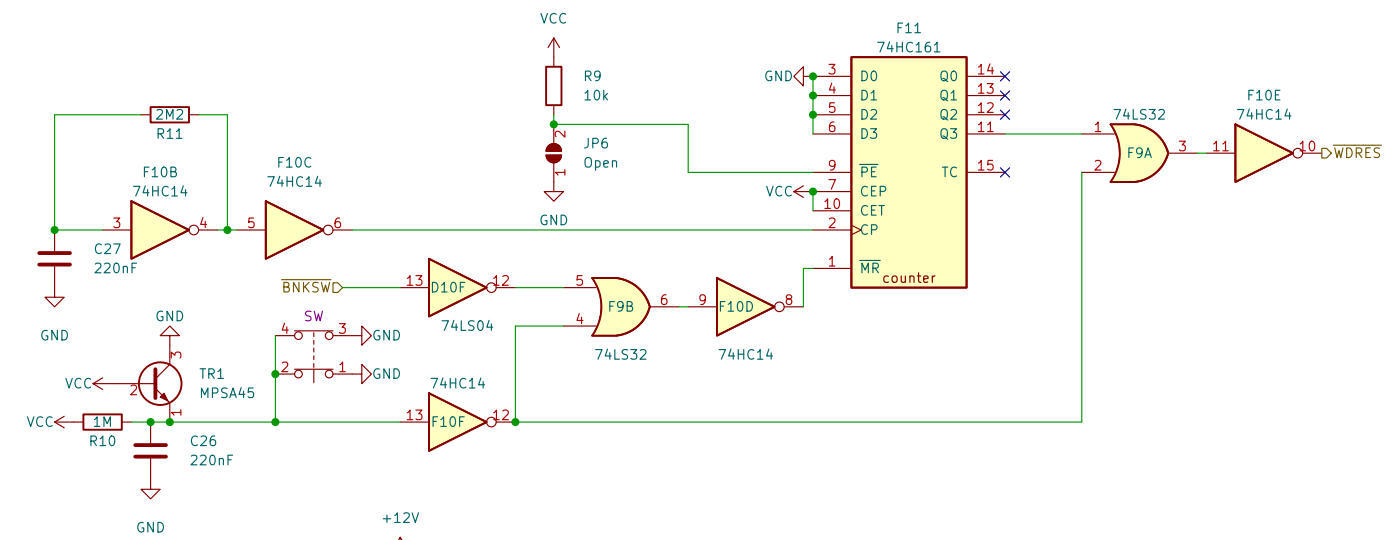 VCC
R9
10k
2
JP6
Open
1
GND
F11
74HC161
GND
3 D0 Q0 14
4 D1 Q1 13
5 D2 Q2 12
6 D3 Q3 11
9 PE TC 15
VCC
7 CEP
10 CET
2 CP
1 MR
counter
2M2
R11
F10B
74HC14
3 4
C27
220nF
GND
F10C
74HC14
5 6
74LS32
1
2
F9A
3
F10E
74HC14
11 10
WDRES
BNKSW
13 D10F 12
74LS04
5
4
F9B
6
74LS32
9 F10D 8
74HC14
SW
4 3 GND
2 1 GND
GND
3
VCC
2
TR1
MPSA45
1
VCC
1M
R10
C26
220nF
GND
74HC14
13 F10F 12
+12V